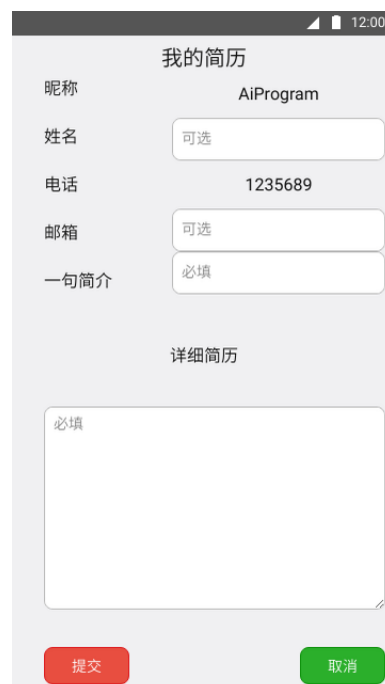 12:00
我的简历
昵称 AiProgram
姓名 可选
电话 1235689
邮箱 可选
一句简介 必填
详细简历
必填
提交 取消